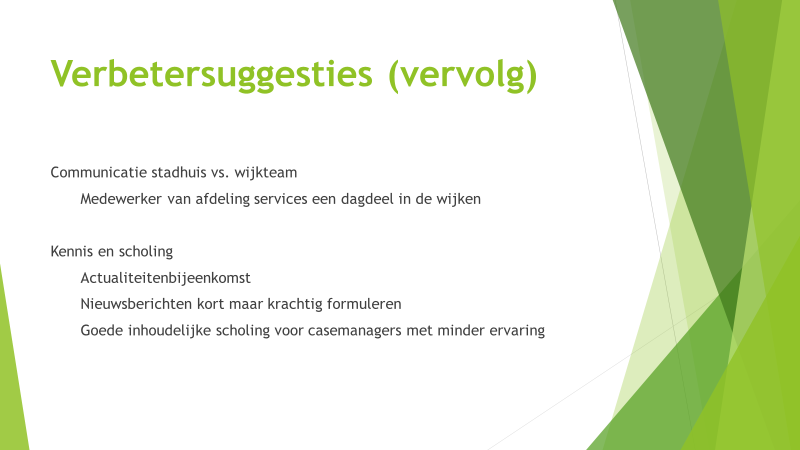 Verbetersuggesties (vervolg)
Communicatie stadhuis vs. wijkteam
Medewerker van afdeling services een dagdeel in de wijken
Kennis en scholing
Actualiteitenbijeenkomst
Nieuwsberichten kort maar krachtig formuleren
Goede inhoudelijke scholing voor casemanagers met minder ervaring